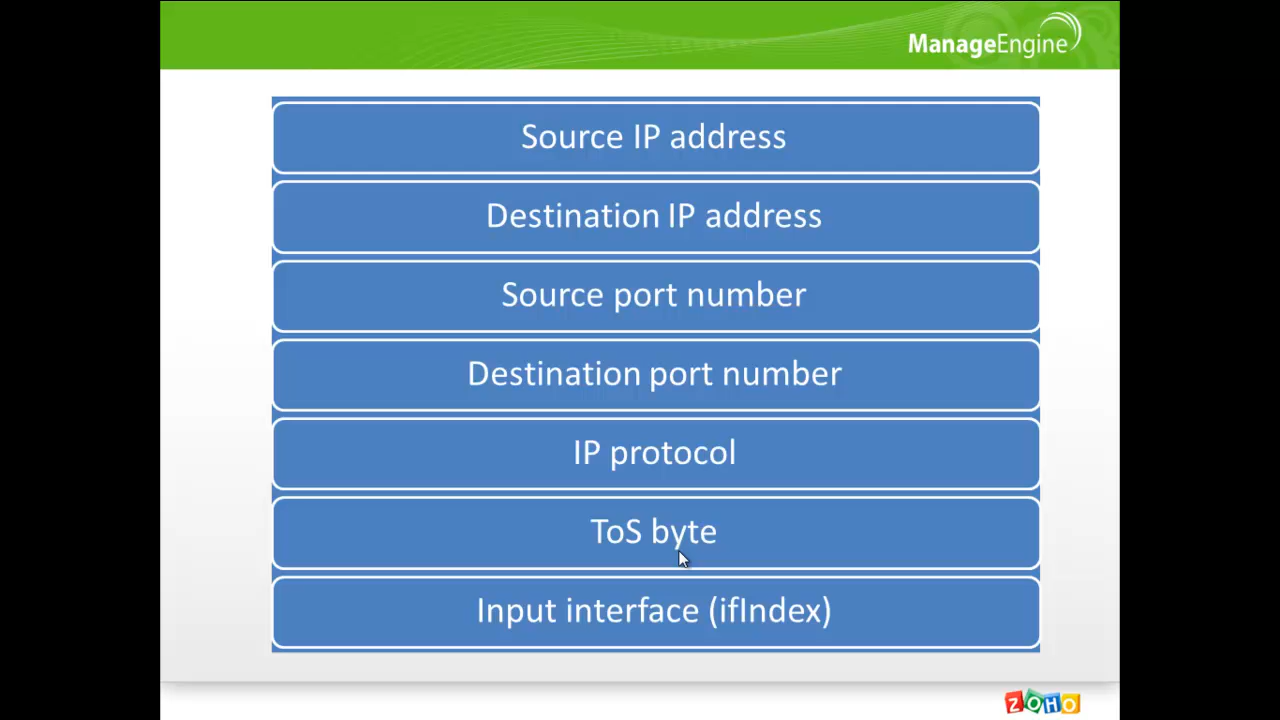 ManageEngine
Source IP address
Destination IP address
Source port number
Destination port number
IP protocol
ToS byte
Input interface (ifIndex)
ZOHO